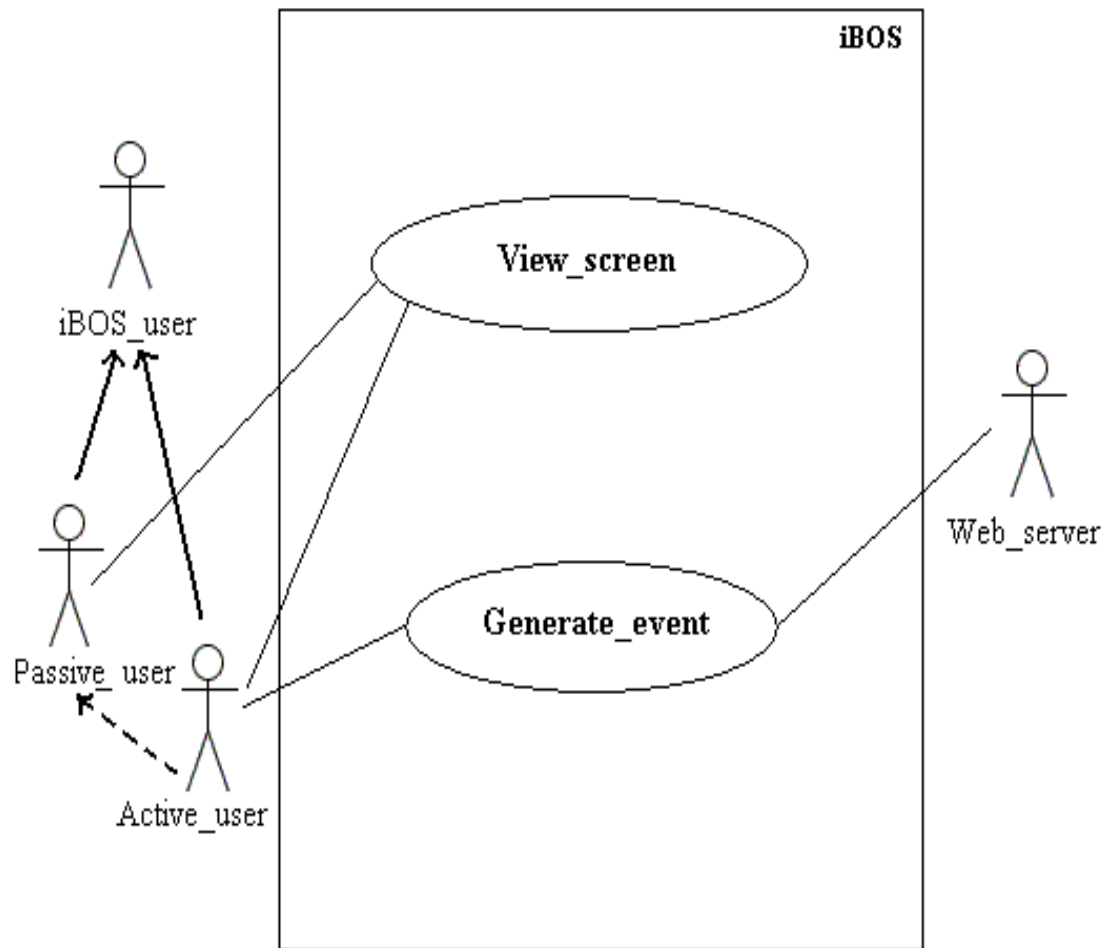 iBOS
iBOS_user
View_screen
Web_server
Generate_event
Passive_user
Active_user